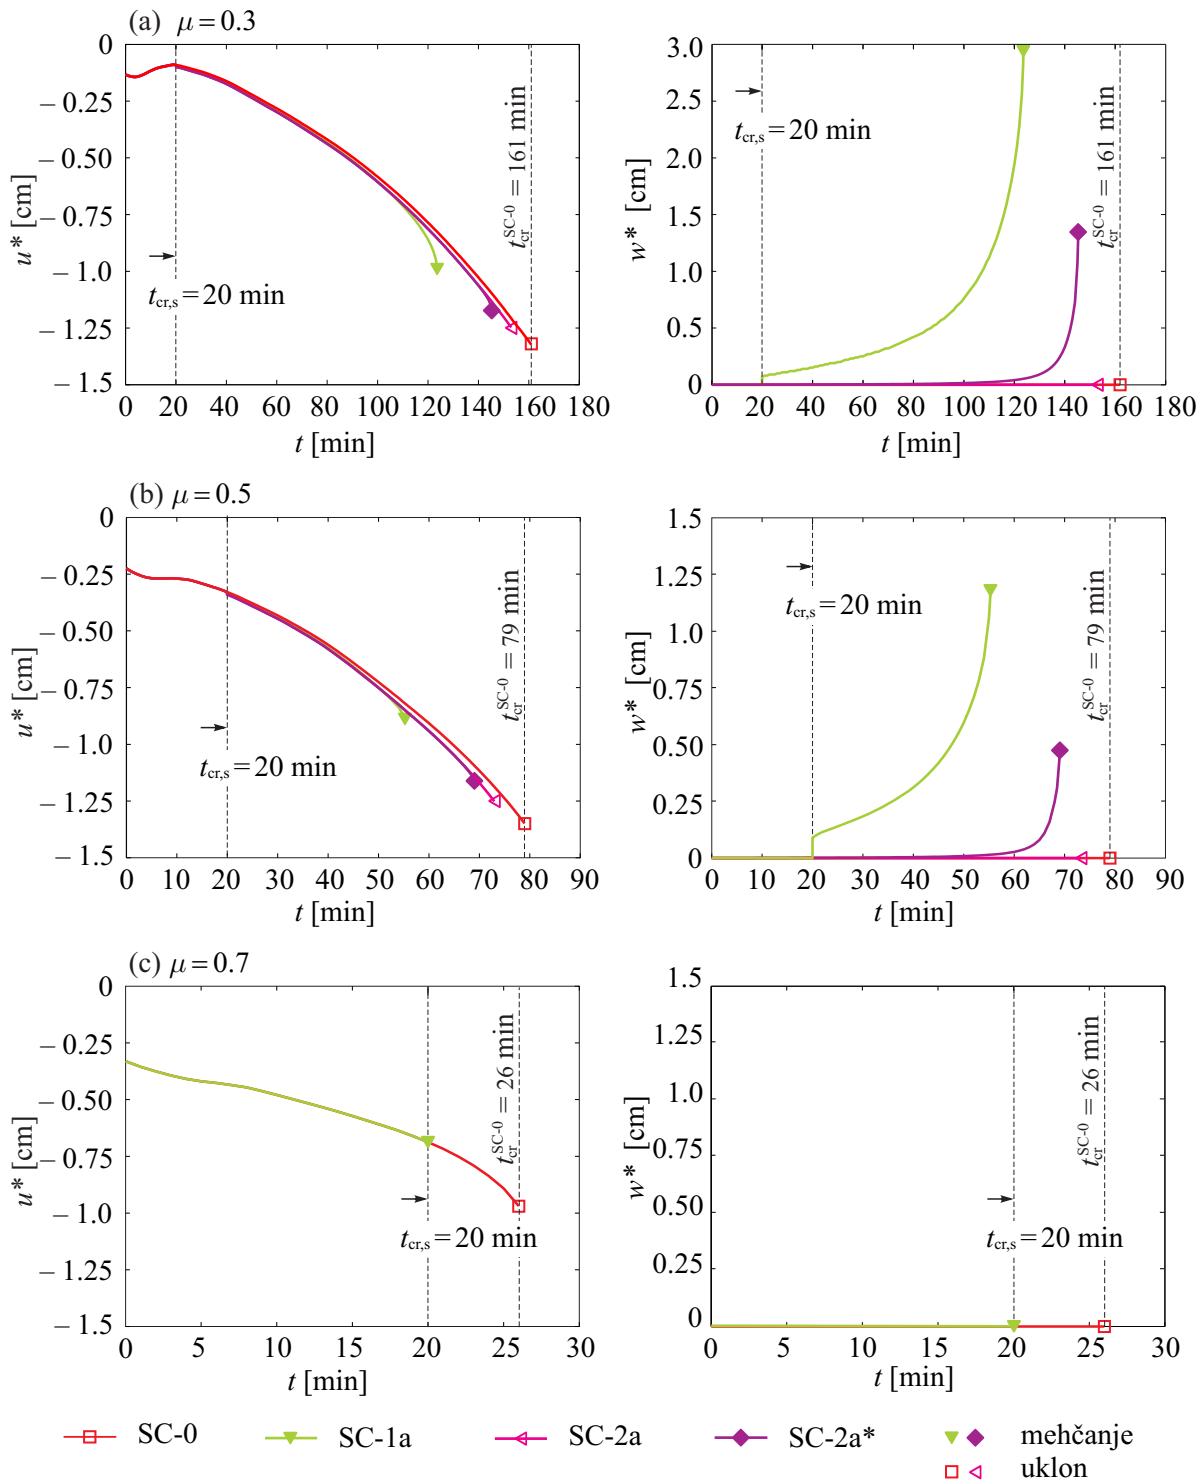 (a) μ = 0.3
0
− 0.25
− 0.50
− 0.75
− 1.0
− 1.25
− 1.5
u* [cm]
0 20 40 60 80 100 120 140 160 180
t [min]
t_cr,s = 20 min
t_cr^SC-0 = 161 min
3.0
2.5
2.0
1.5
1.0
0.5
0
w* [cm]
0 20 40 60 80 100 120 140 160 180
t [min]
t_cr,s = 20 min
t_cr^SC-0 = 161 min
(b) μ = 0.5
0
− 0.25
− 0.50
− 0.75
− 1.0
− 1.25
− 1.5
u* [cm]
0 10 20 30 40 50 60 70 80 90
t [min]
t_cr,s = 20 min
t_cr^SC-0 = 79 min
1.5
1.25
1.0
0.75
0.50
0.25
0
w* [cm]
0 10 20 30 40 50 60 70 80 90
t [min]
t_cr,s = 20 min
t_cr^SC-0 = 79 min
(c) μ = 0.7
0
− 0.25
− 0.50
− 0.75
− 1.0
− 1.25
− 1.5
u* [cm]
0 5 10 15 20 25 30
t [min]
t_cr,s = 20 min
t_cr^SC-0 = 26 min
1.5
1.25
1.0
0.75
0.50
0.25
0
w* [cm]
0 5 10 15 20 25 30
t [min]
t_cr,s = 20 min
t_cr^SC-0 = 26 min
SC-0 SC-1a SC-2a SC-2a* mehčanje
uklon